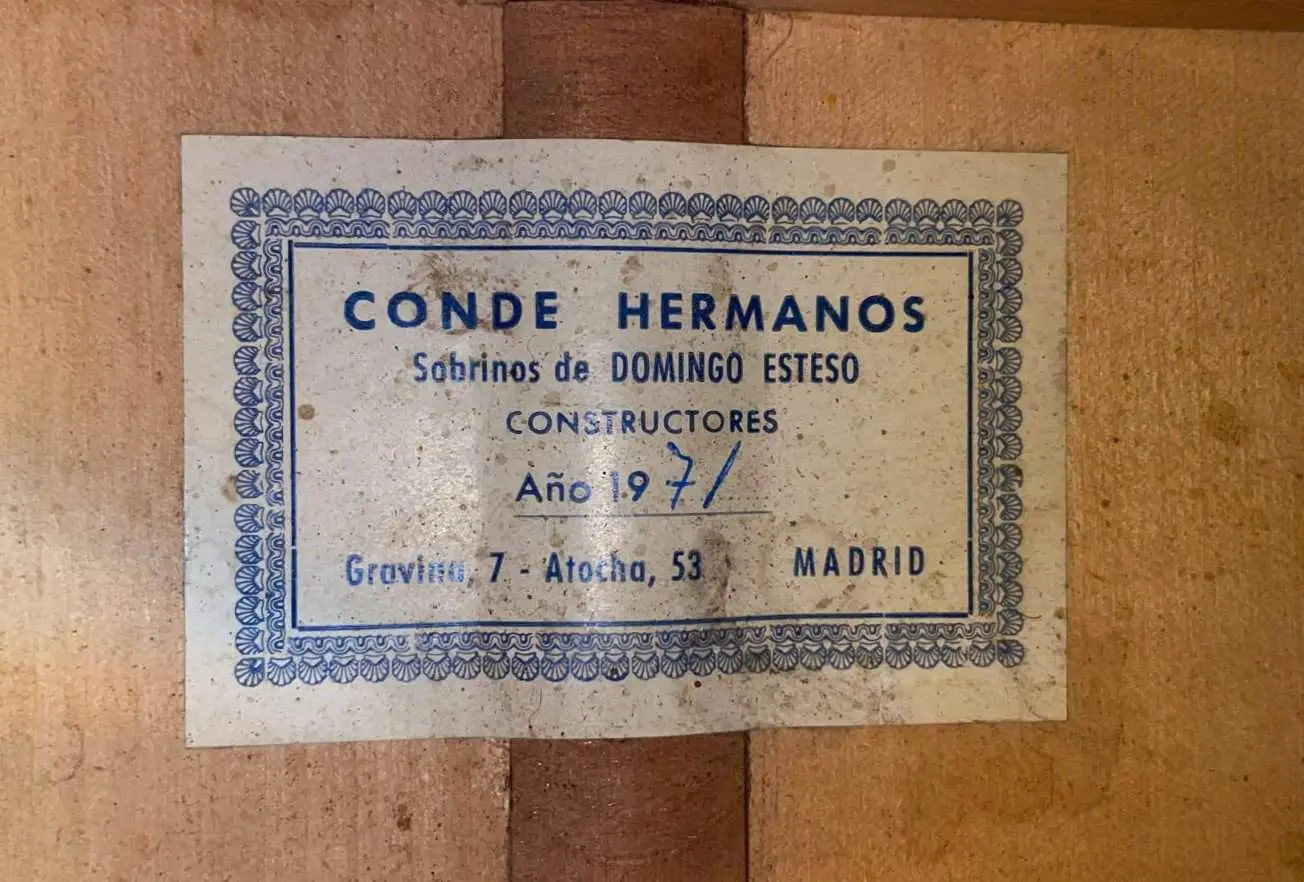 CONDE HERMANOS
Sobrinos de DOMINGO ESTESO
CONSTRUCTORES
Año 1971
Gravina, 7 - Atocha, 53 MADRID